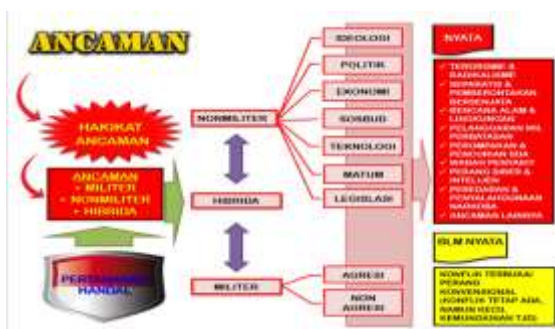 ANCAMAN
HAKIKAT
ANCAMAN
ANCAMAN
• MILITER
• NONMILITER
• HIBRIDA
PERTAHANAN
HANDAL
NONMILITER
HIBRIDA
MILITER
IDEOLOGI
POLITIK
EKONOMI
SOSBUD
TEKNOLOGI
MATUM
LEGISLASI
AGRESI
NON
AGRESI
NYATA
✓ TERORISME &
RADIKALISME
✓ SEPARATIS &
PEMBERONTAKAN
BERSENJATA
✓ BENCANA ALAM &
LINGKUNGAN
✓ PELANGGARAN WIL
PERBATASAN
✓ PEROMPAKAN &
PENCURIAN SDA
✓ WABAH PENYAKIT
✓ PERANG SIBER &
INTELIJEN
✓ PEREDARAN &
PENYALAHGUNAAN
NARKOBA
✓ ANCAMAN LAINNYA
BLM NYATA
KONFLIK TERBUKA/
PERANG
KONVENSIONAL
(KONFLIK TETAP ADA,
NAMUN KECIL
KEMUNGKINAN TJD)